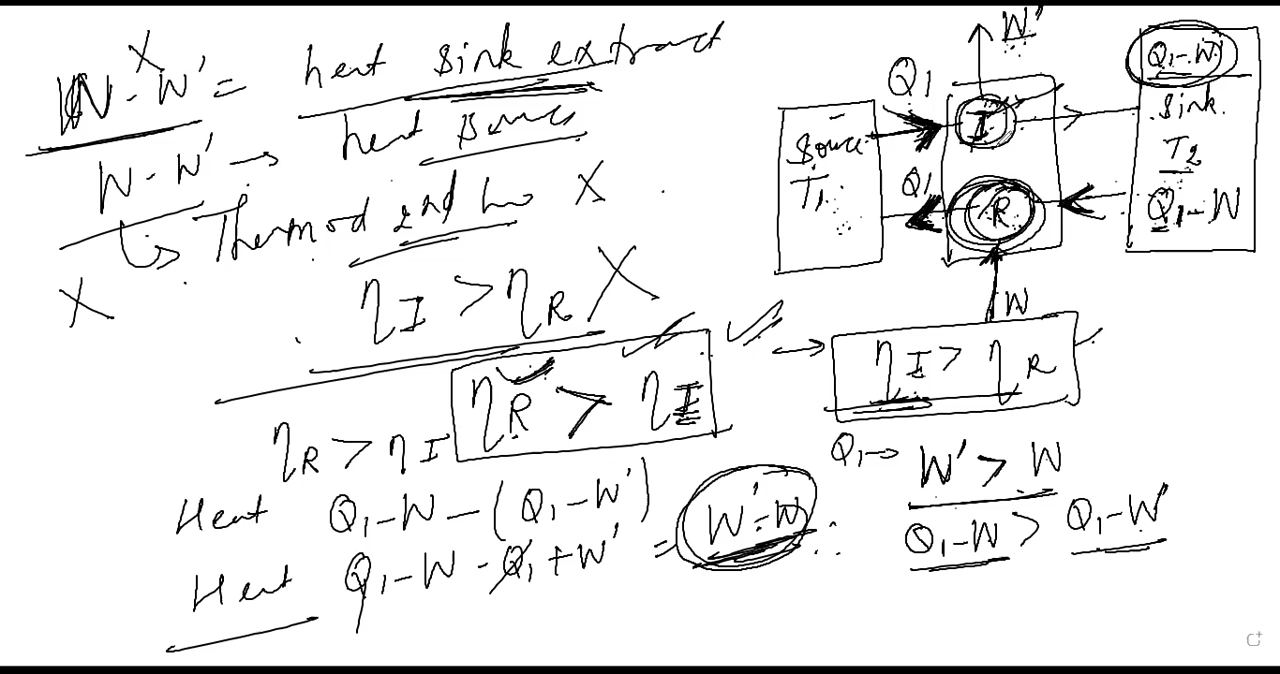 W - W' = heat sink extract
W - W' → heat source
↳ Thermod 2nd law X
X
η_I > η_R X
η_R > η_I
η_R > η_I
Heat Q₁-W-(Q₁-W')
Heat Q₁-W-Q₁+W' = W'-W
W'
Q₁
I
Q₁-W'
Source
T₁
Sink
T₂
Q₁
R
Q₁-W
W
→ η_I > η_R
Q₁→ W' > W
∴ Q₁-W > Q₁-W'